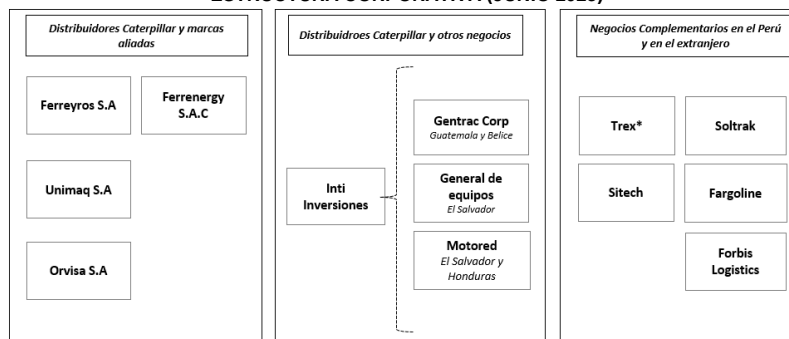 Distribuidores Caterpillar y marcas
aliadas
Ferreyros S.A
Ferrenergy
S.A.C
Unimaq S.A
Orvisa S.A
Distribuidroes Caterpillar y otros negocios
Inti
Inversiones
Gentrac Corp
Guatemala y Belice
General de
equipos
El Salvador
Motored
El Salvador y
Honduras
Negocios Complementarios en el Perú
y en el extranjero
Trex*
Soltrak
Sitech
Fargoline
Forbis
Logistics